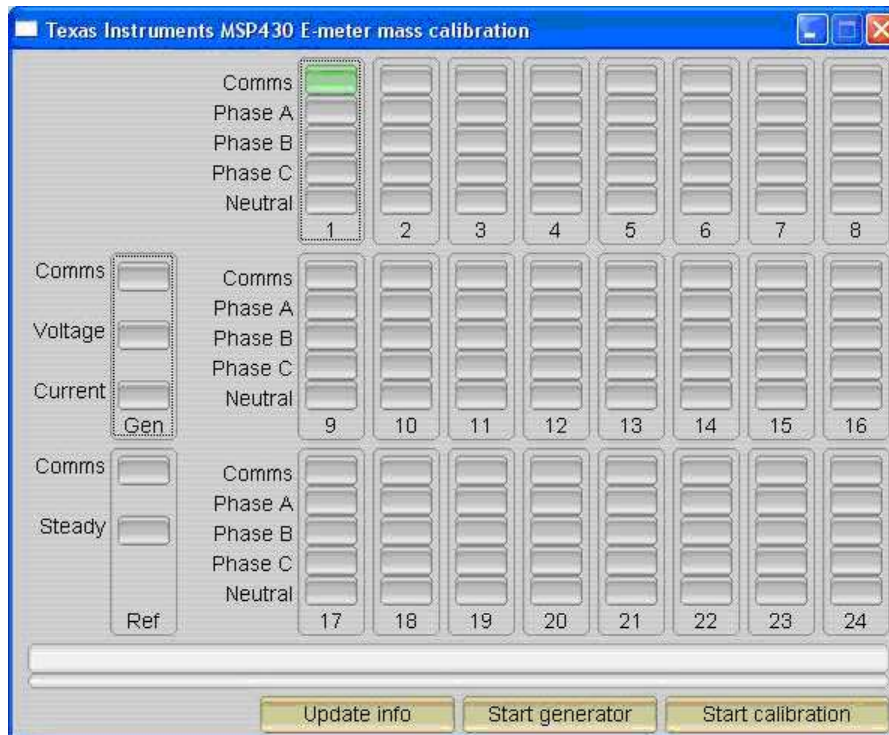 Texas Instruments MSP430 E-meter mass calibration
Comms
Phase A
Phase B
Phase C
Neutral
1 2 3 4 5 6 7 8
Comms
Voltage
Current
Gen
Comms
Phase A
Phase B
Phase C
Neutral
9 10 11 12 13 14 15 16
Comms
Steady
Ref
Comms
Phase A
Phase B
Phase C
Neutral
17 18 19 20 21 22 23 24
Update info Start generator Start calibration